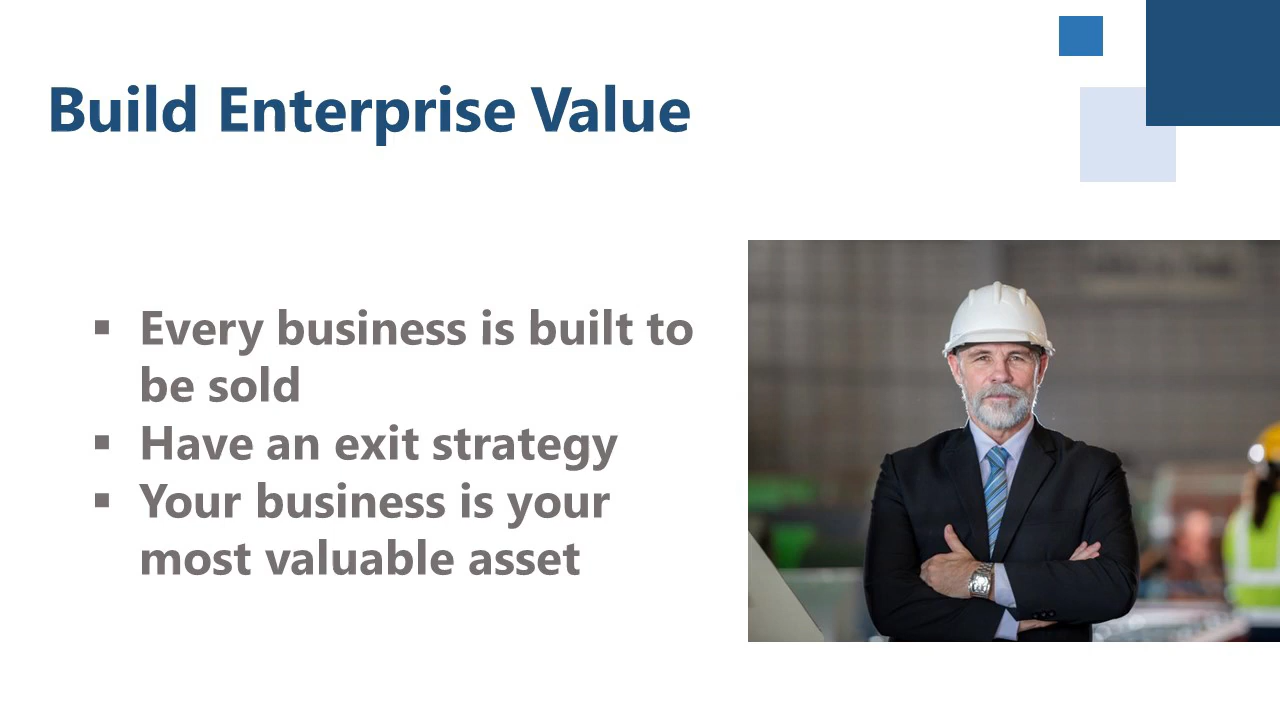 Build Enterprise Value
▪ Every business is built to
be sold
▪ Have an exit strategy
▪ Your business is your
most valuable asset